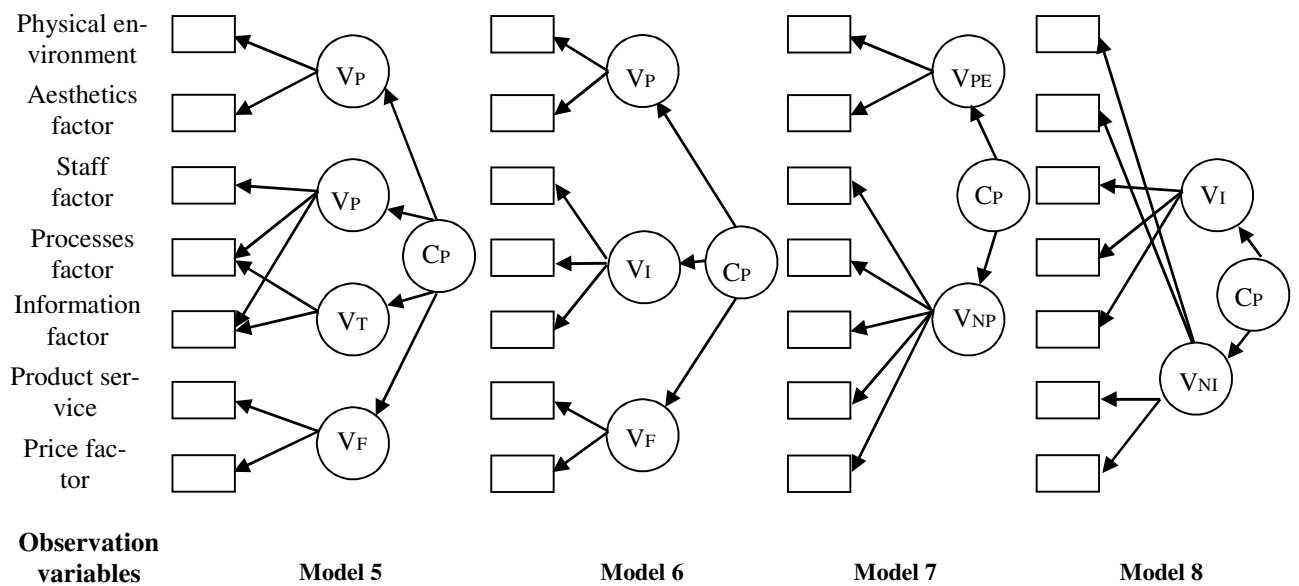 Physical en-
vironment
Aesthetics
factor
Staff
factor
Processes
factor
Information
factor
Product ser-
vice
Price fac-
tor
Observation
variables
VP
VP
VT
VF
CP
Model 5
VP
VI
VF
CP
Model 6
VPE
CP
VNP
Model 7
VI
CP
VNI
Model 8